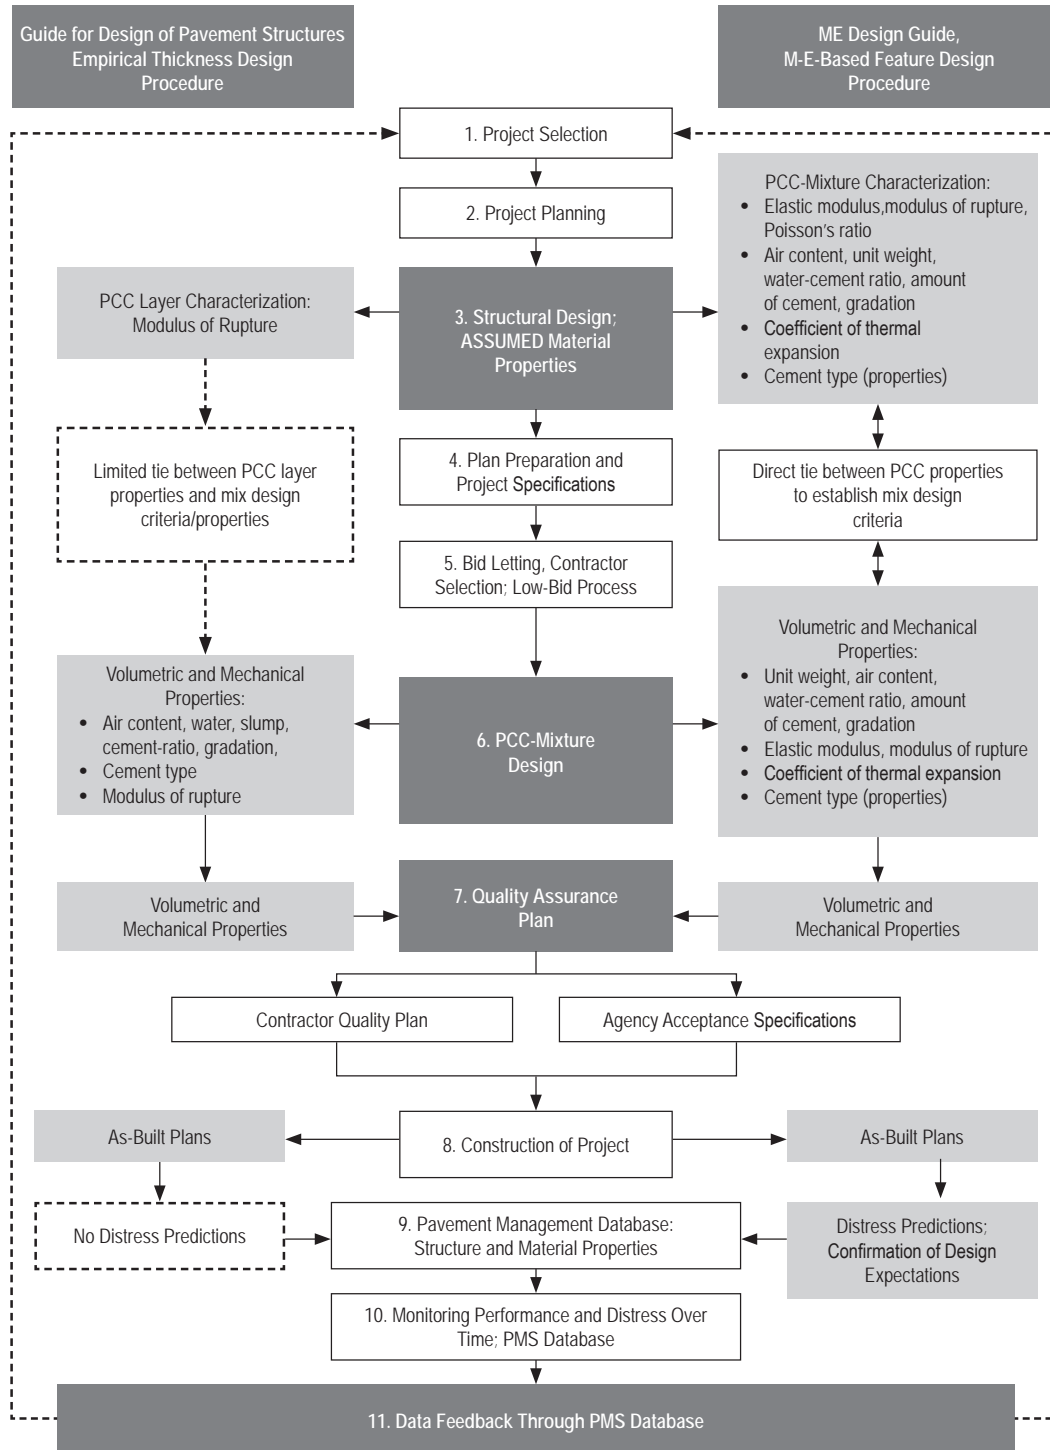 Guide for Design of Pavement Structures
Empirical Thickness Design
Procedure
ME Design Guide,
M-E-Based Feature Design
Procedure
1. Project Selection
2. Project Planning
PCC Layer Characterization:
Modulus of Rupture
3. Structural Design;
ASSUMED Material
Properties
PCC-Mixture Characterization:
• Elastic modulus,modulus of rupture,
Poisson's ratio
• Air content, unit weight,
water-cement ratio, amount
of cement, gradation
• Coefficient of thermal
expansion
• Cement type (properties)
Limited tie between PCC layer
properties and mix design
criteria/properties
4. Plan Preparation and
Project Specifications
Direct tie between PCC properties
to establish mix design
criteria
5. Bid Letting, Contractor
Selection; Low-Bid Process
Volumetric and Mechanical
Properties:
• Air content, water, slump,
cement-ratio, gradation,
• Cement type
• Modulus of rupture
6. PCC-Mixture
Design
Volumetric and Mechanical
Properties:
• Unit weight, air content,
water-cement ratio, amount
of cement, gradation
• Elastic modulus, modulus of rupture
• Coefficient of thermal expansion
• Cement type (properties)
Volumetric and
Mechanical Properties
7. Quality Assurance
Plan
Volumetric and
Mechanical Properties
Contractor Quality Plan
Agency Acceptance Specifications
As-Built Plans
8. Construction of Project
As-Built Plans
No Distress Predictions
9. Pavement Management Database:
Structure and Material Properties
Distress Predictions;
Confirmation of Design
Expectations
10. Monitoring Performance and Distress Over
Time; PMS Database
11. Data Feedback Through PMS Database